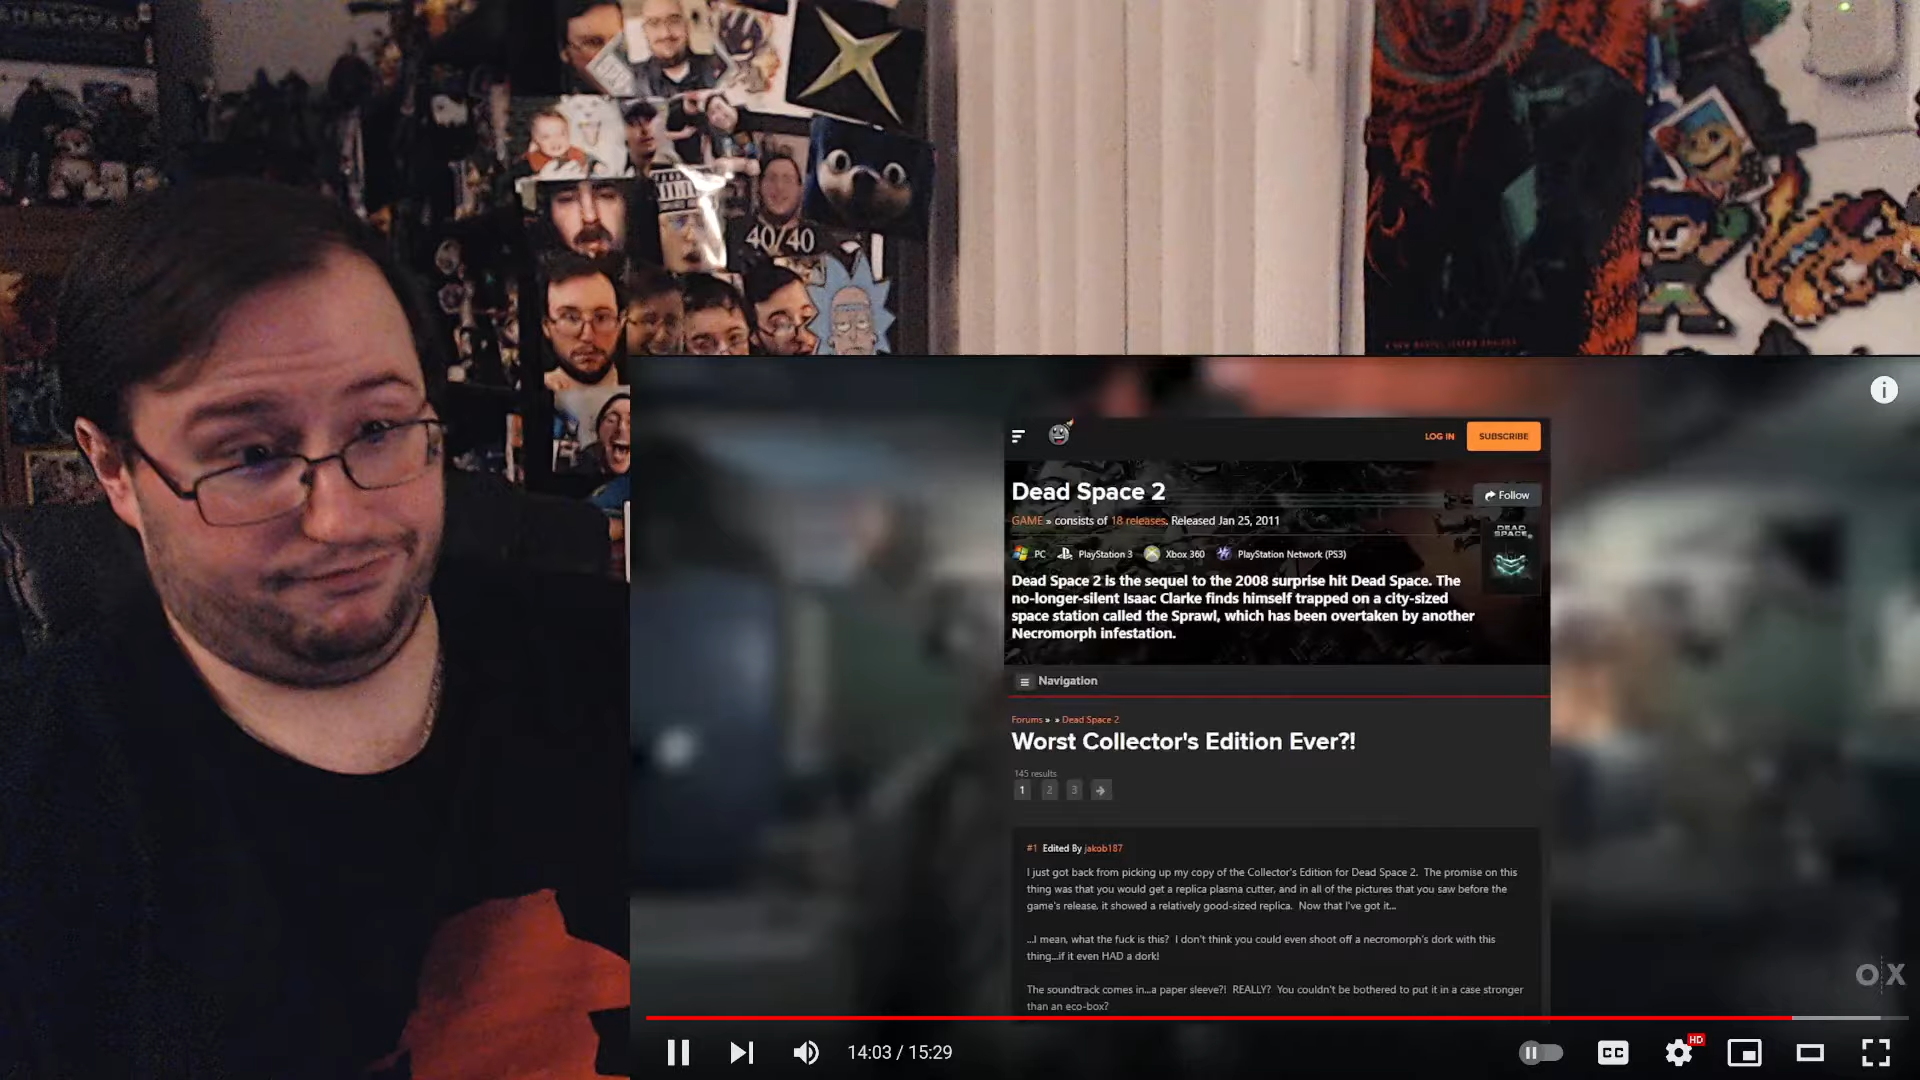 40/40
LOG IN
SUBSCRIBE
Dead Space 2
Follow
GAME » consists of 18 releases. Released Jan 25, 2011
DEAD SPACE
PC PlayStation 3 Xbox 360 PlayStation Network (PS3)
Dead Space 2 is the sequel to the 2008 surprise hit Dead Space. The
no-longer-silent Isaac Clarke finds himself trapped on a city-sized
space station called the Sprawl, which has been overtaken by another
Necromorph infestation.
Navigation
Forums » » Dead Space 2
Worst Collector's Edition Ever?!
145 results
1 2 3
#1 Edited By jakob187
I just got back from picking up my copy of the Collector's Edition for Dead Space 2. The promise on this
thing was that you would get a replica plasma cutter, and in all of the pictures that you saw before the
game's release, it showed a relatively good-sized replica. Now that I've got it...
...I mean, what the fuck is this? I don't think you could even shoot off a necromorph's dork with this
thing...if it even HAD a dork!
The soundtrack comes in...a paper sleeve?! REALLY? You couldn't be bothered to put it in a case stronger
than an eco-box?
O X
14:03 / 15:29
CC
HD